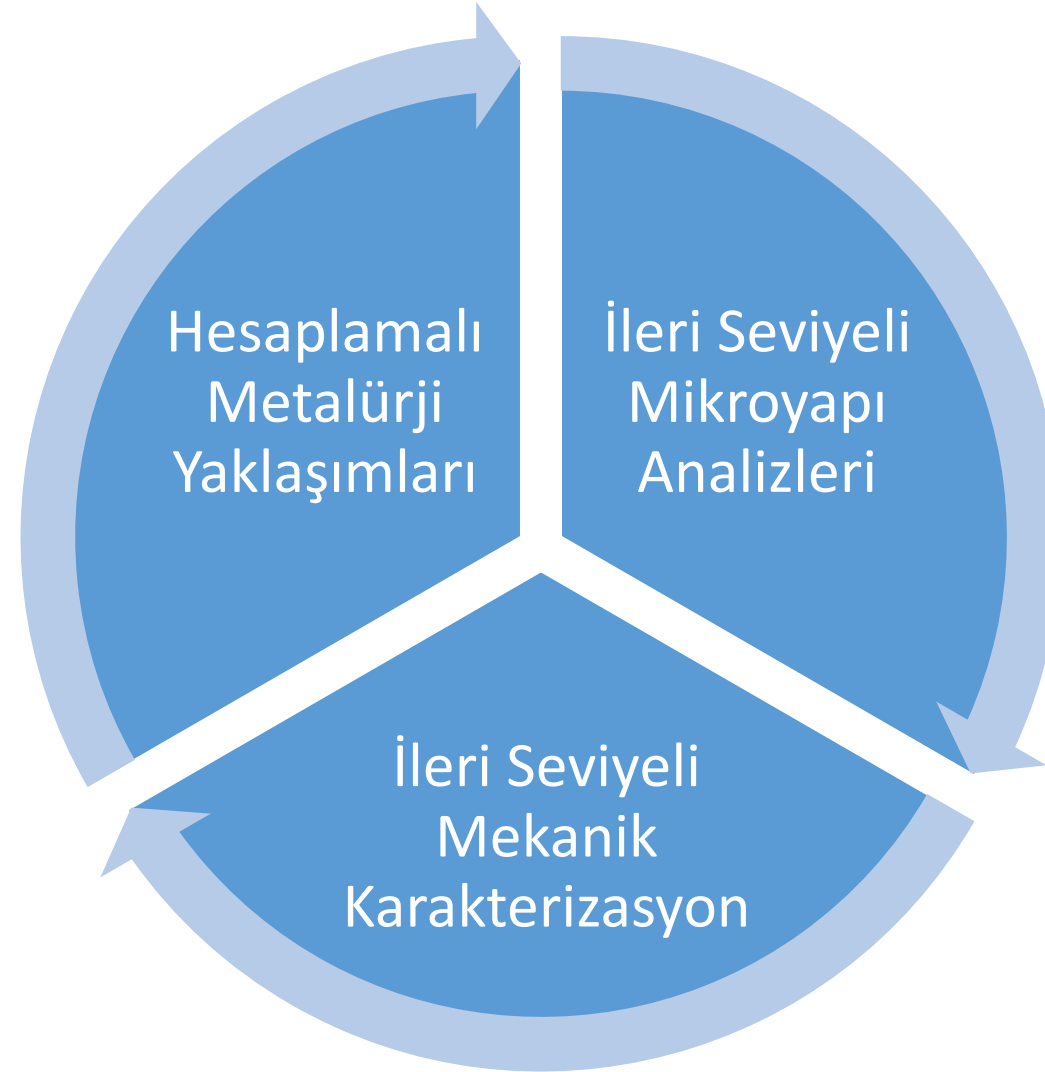 Hesaplamalı
Metalürji
Yaklaşımları
İleri Seviyeli
Mikroyapı
Analizleri
İleri Seviyeli
Mekanik
Karakterizasyon